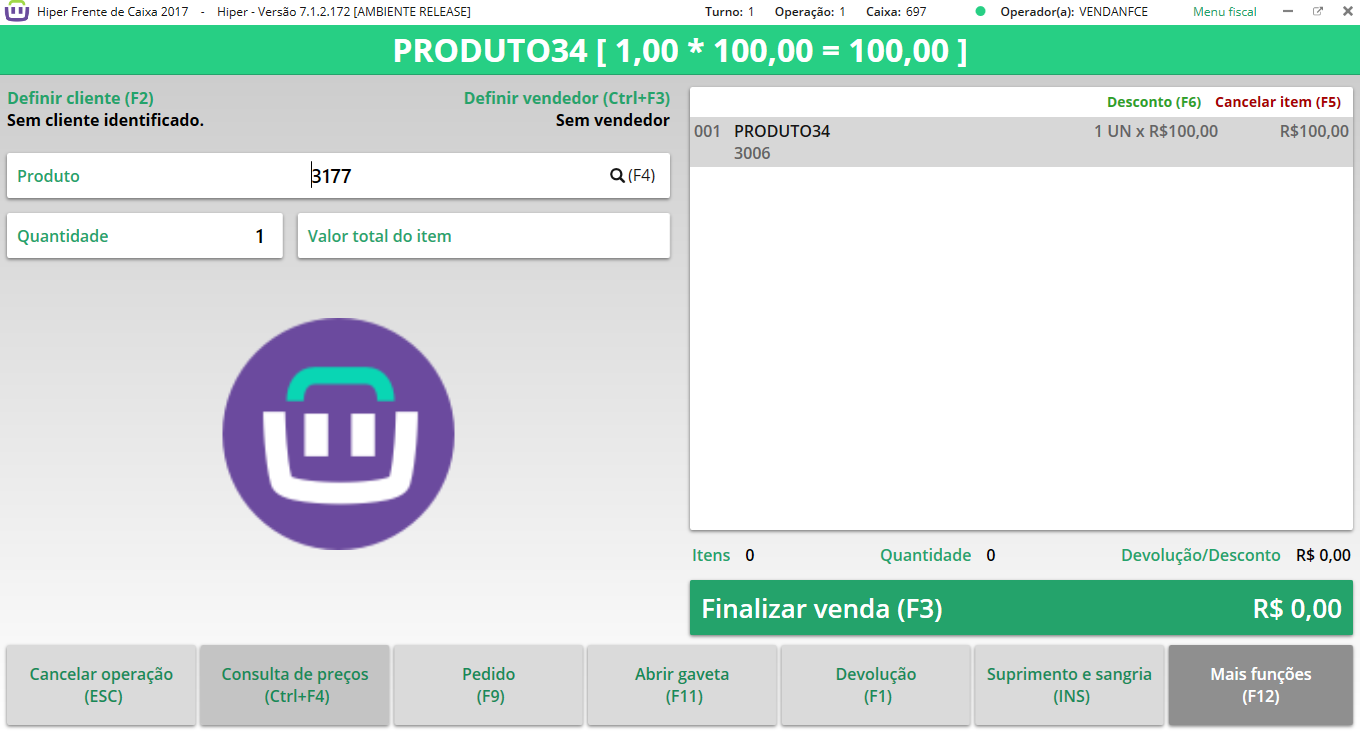 Hiper Frente de Caixa 2017 - Hiper - Versão 7.1.2.172 [AMBIENTE RELEASE] Turno: 1 Operação: 1 Caixa: 697 Operador(a): VENDANFCE Menu fiscal
PRODUTO34 [ 1,00 * 100,00 = 100,00 ]
Definir cliente (F2) Definir vendedor (Ctrl+F3)
Sem cliente identificado. Sem vendedor
Produto 3177 (F4)
Quantidade 1 Valor total do item
Desconto (F6) Cancelar item (F5)
001 PRODUTO34 1 UN x R$100,00 R$100,00
3006
Itens 0 Quantidade 0 Devolução/Desconto R$ 0,00
Finalizar venda (F3) R$ 0,00
Cancelar operação
(ESC)
Consulta de preços
(Ctrl+F4)
Pedido
(F9)
Abrir gaveta
(F11)
Devolução
(F1)
Suprimento e sangria
(INS)
Mais funções
(F12)